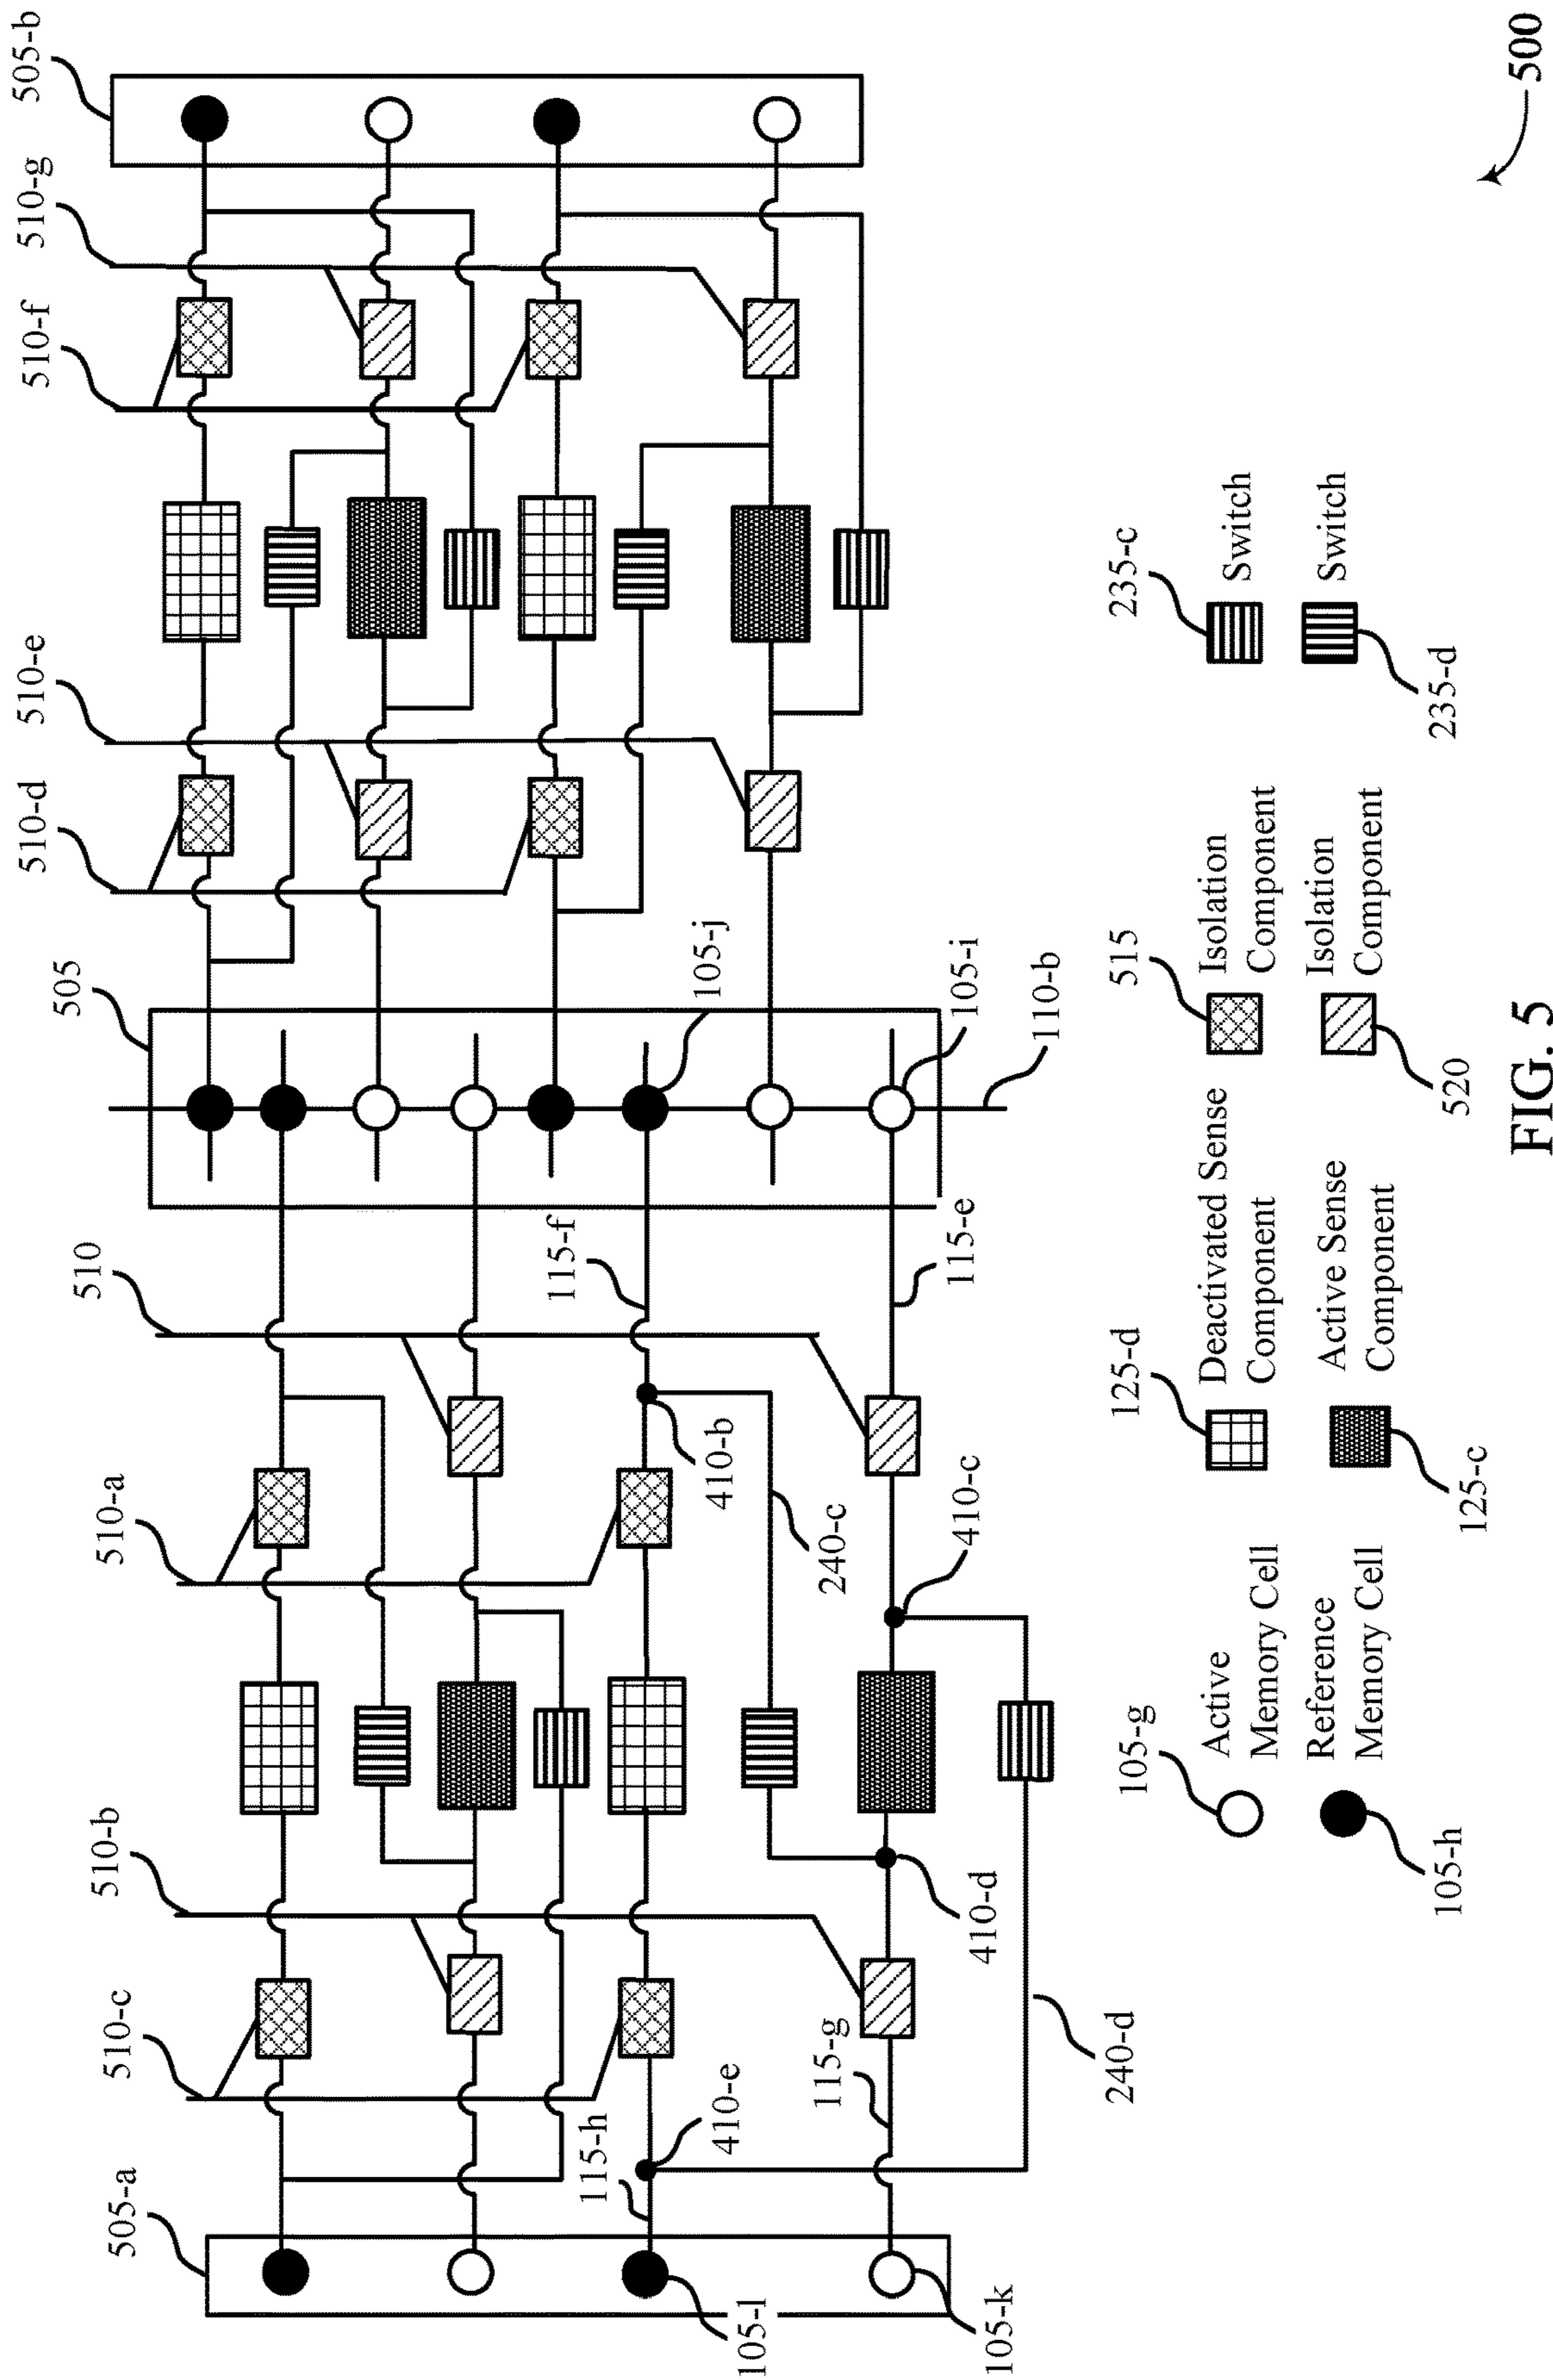 505-a
510-c
510-b
510-a
510
505
510-d
510-e
510-f
510-g
505-b
115-h
410-e
115-g
105-l
105-k
240-d
410-d
240-c
410-b
410-c
115-f
115-e
105-j
105-i
110-b
105-g
Active
Memory Cell
Reference
Memory Cell
105-h
125-d
Deactivated Sense
Component
Active Sense
Component
125-c
515
Isolation
Component
Isolation
Component
520
235-c
Switch
Switch
235-d
500
FIG. 5